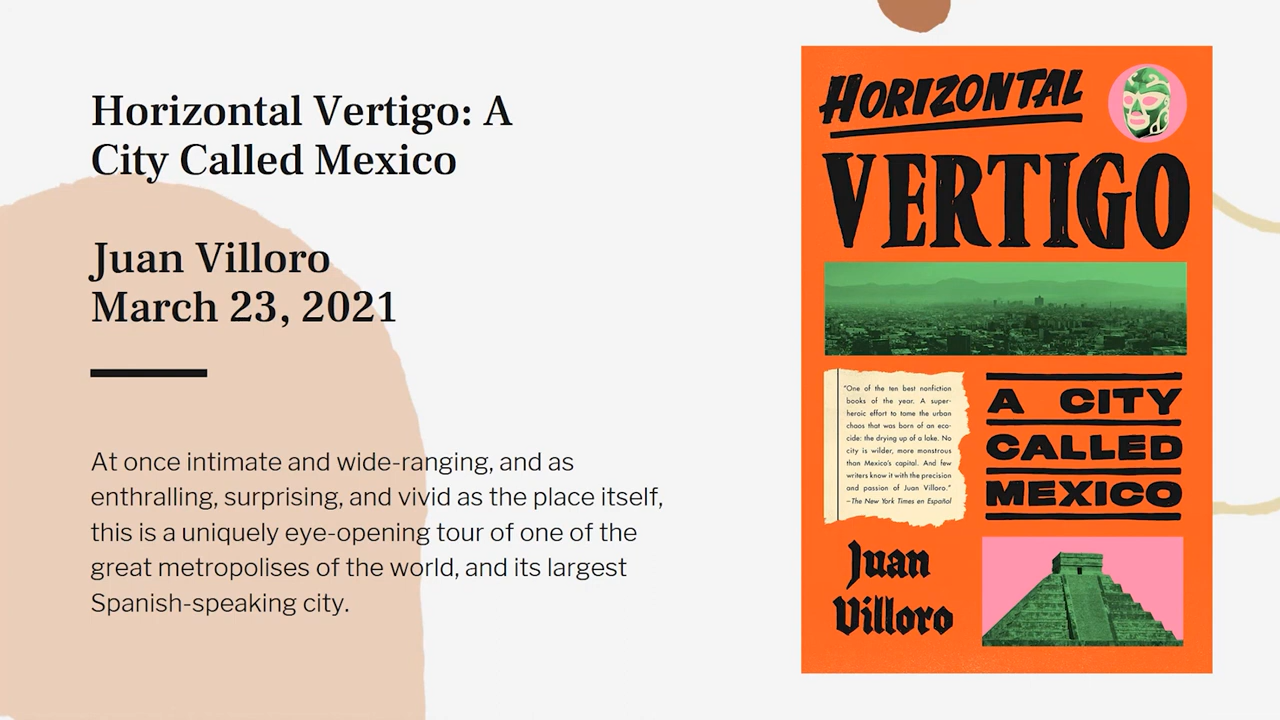 Horizontal Vertigo: A
City Called Mexico
Juan Villoro
March 23, 2021
At once intimate and wide-ranging, and as
enthralling, surprising, and vivid as the place itself,
this is a uniquely eye-opening tour of one of the
great metropolises of the world, and its largest
Spanish-speaking city.
HORIZONTAL
VERTIGO
"One of the ten best nonfiction
books of the year. A super-
heroic effort to tame the urban
chaos that was born of an eco-
cide: the drying up of a lake. No
city is wilder, more monstrous
than Mexico's capital. And few
writers know it with the precision
and passion of Juan Villoro."
–The New York Times en Español
A CITY
CALLED
MEXICO
Juan
Villoro